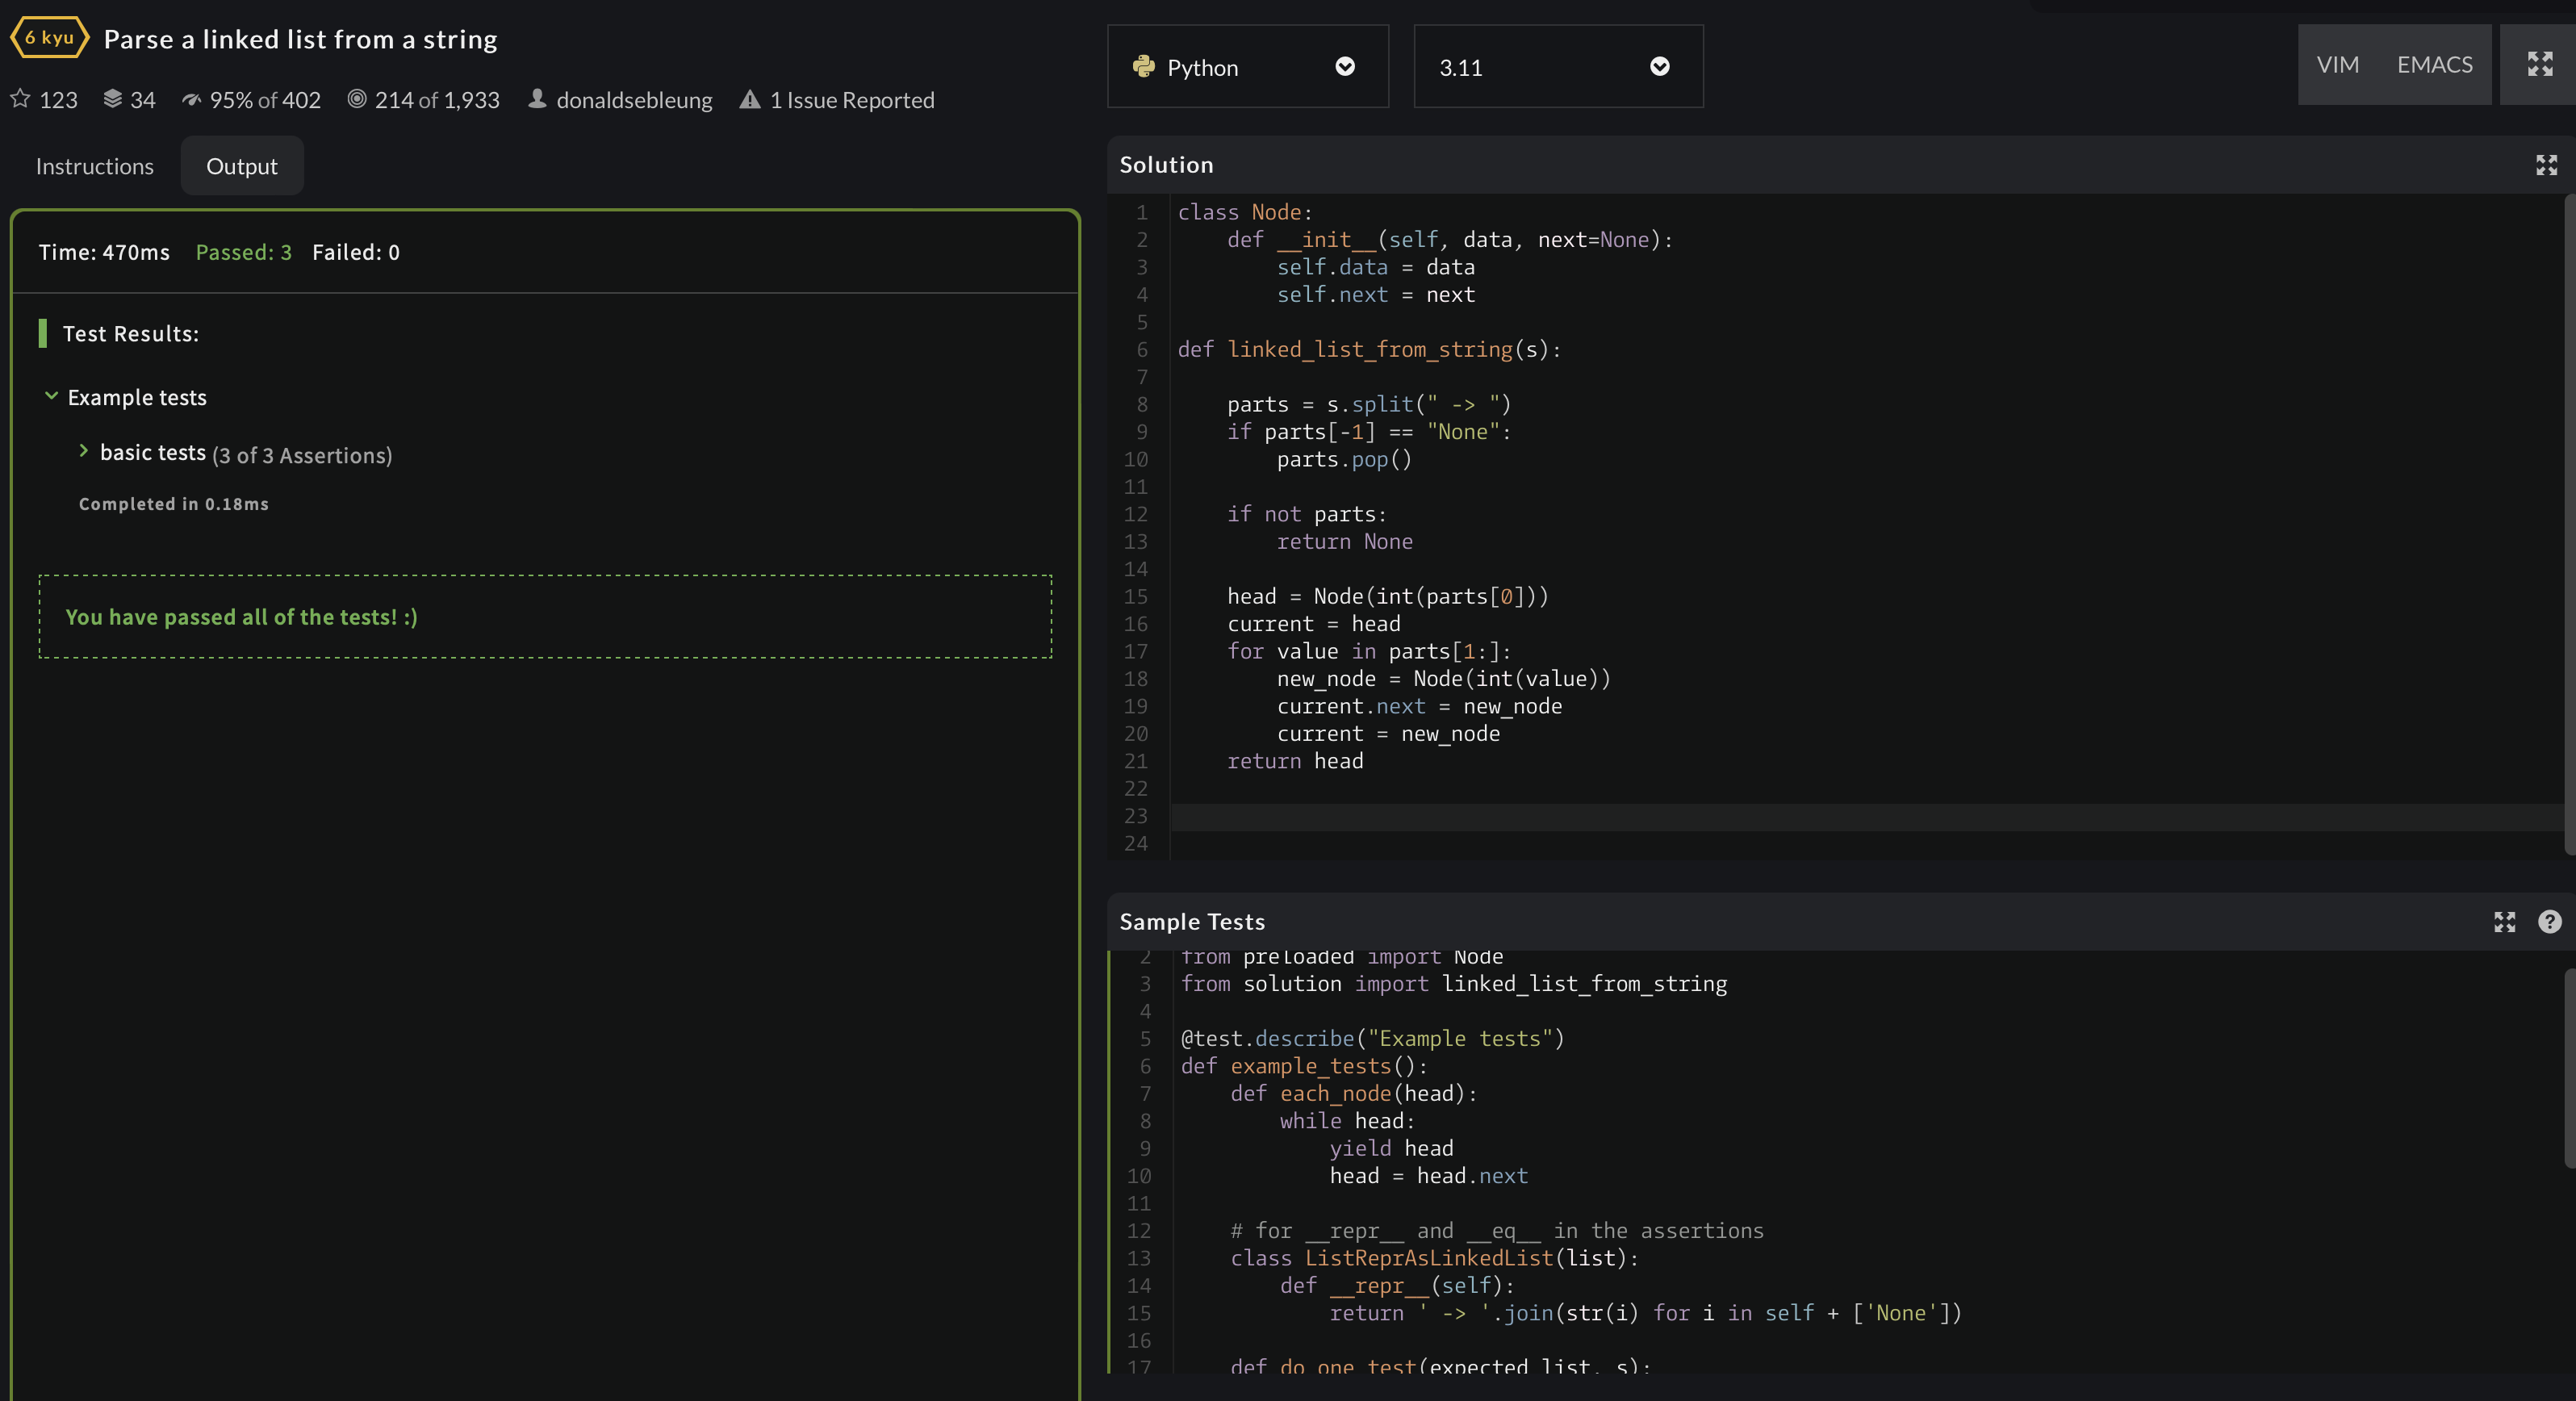 6 kyu Parse a linked list from a string
123 34 95% of 402 214 of 1,933 donaldsebleung 1 Issue Reported
Instructions Output
Time: 470ms Passed: 3 Failed: 0
Test Results:
Example tests
basic tests (3 of 3 Assertions)
Completed in 0.18ms
You have passed all of the tests! :)
Python 3.11 VIM EMACS
Solution
1 class Node:
2     def __init__(self, data, next=None):
3         self.data = data
4         self.next = next
5
6 def linked_list_from_string(s):
7
8     parts = s.split(" -> ")
9     if parts[-1] == "None":
10         parts.pop()
11
12     if not parts:
13         return None
14
15     head = Node(int(parts[0]))
16     current = head
17     for value in parts[1:]:
18         new_node = Node(int(value))
19         current.next = new_node
20         current = new_node
21     return head
22
23
24
Sample Tests
2 from preloaded import Node
3 from solution import linked_list_from_string
4
5 @test.describe("Example tests")
6 def example_tests():
7     def each_node(head):
8         while head:
9             yield head
10             head = head.next
11
12     # for __repr__ and __eq__ in the assertions
13     class ListReprAsLinkedList(list):
14         def __repr__(self):
15             return ' -> '.join(str(i) for i in self + ['None'])
16
17     def do_one_test(expected_list, s):